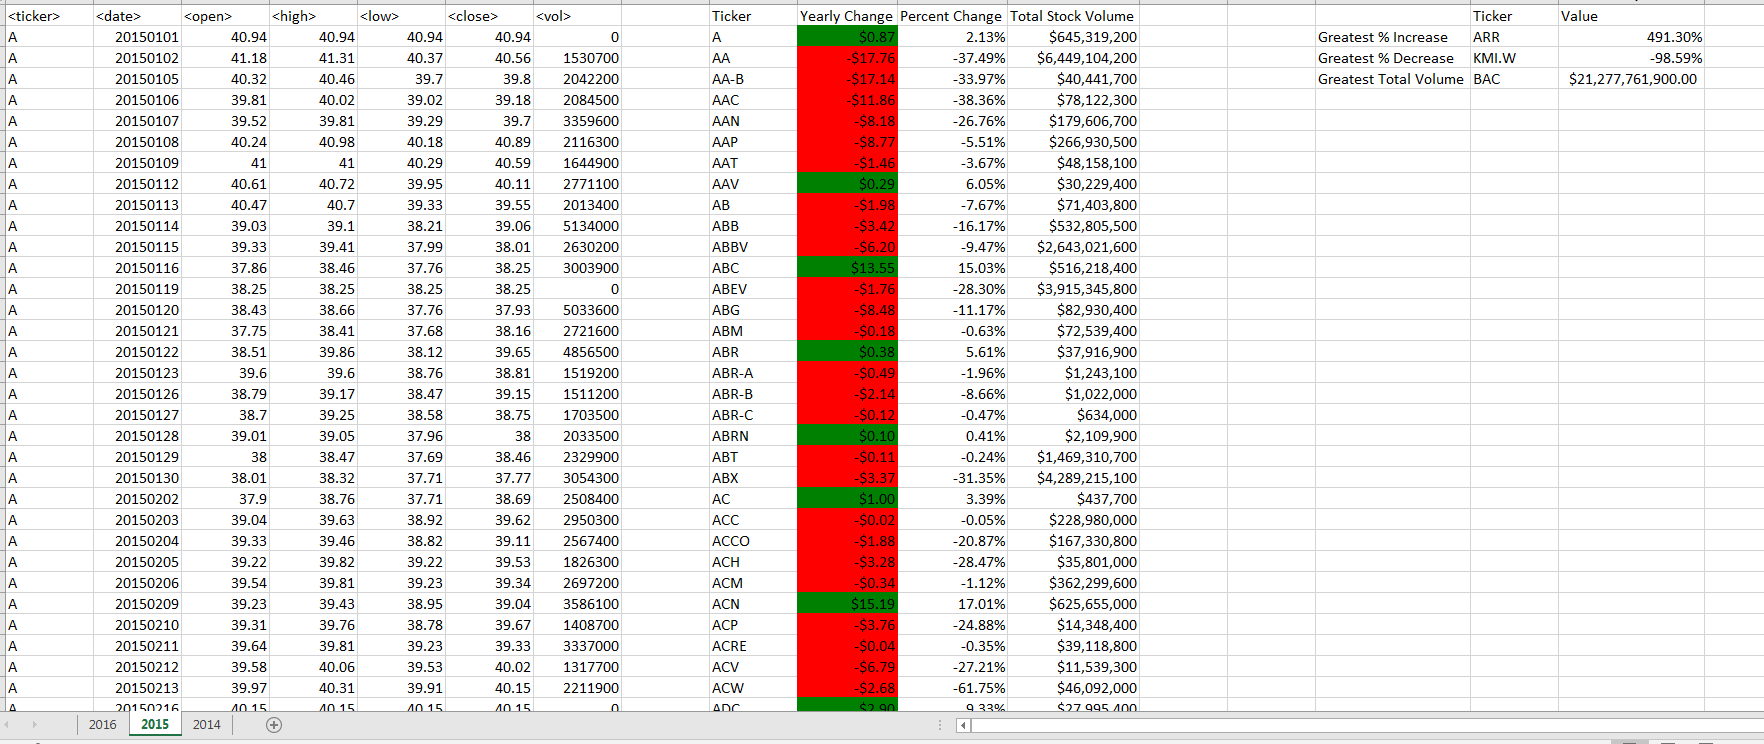 <ticker> <date> <open> <high> <low> <close> <vol> Ticker Yearly Change Percent Change Total Stock Volume Ticker Value
A 20150101 40.94 40.94 40.94 40.94 0 A $0.87 2.13% $645,319,200 Greatest % Increase ARR 491.30%
A 20150102 41.18 41.31 40.37 40.56 1530700 AA -$17.76 -37.49% $6,449,104,200 Greatest % Decrease KMI.W -98.59%
A 20150105 40.32 40.46 39.7 39.8 2042200 AA-B -$17.14 -33.97% $40,441,700 Greatest Total Volume BAC $21,277,761,900.00
A 20150106 39.81 40.02 39.02 39.18 2084500 AAC -$11.86 -38.36% $78,122,300
A 20150107 39.52 39.81 39.29 39.7 3359600 AAN -$8.18 -26.76% $179,606,700
A 20150108 40.24 40.98 40.18 40.89 2116300 AAP -$8.77 -5.51% $266,930,500
A 20150109 41 41 40.29 40.59 1644900 AAT -$1.46 -3.67% $48,158,100
A 20150112 40.61 40.72 39.95 40.11 2771100 AAV $0.29 6.05% $30,229,400
A 20150113 40.47 40.7 39.33 39.55 2013400 AB -$1.98 -7.67% $71,403,800
A 20150114 39.03 39.1 38.21 39.06 5134000 ABB -$3.42 -16.17% $532,805,500
A 20150115 39.33 39.41 37.99 38.01 2630200 ABBV -$6.20 -9.47% $2,643,021,600
A 20150116 37.86 38.46 37.76 38.25 3003900 ABC $13.55 15.03% $516,218,400
A 20150119 38.25 38.25 38.25 38.25 0 ABEV -$1.76 -28.30% $3,915,345,800
A 20150120 38.43 38.66 37.76 37.93 5033600 ABG -$8.48 -11.17% $82,930,400
A 20150121 37.75 38.41 37.68 38.16 2721600 ABM -$0.18 -0.63% $72,539,400
A 20150122 38.51 39.86 38.12 39.65 4856500 ABR $0.38 5.61% $37,916,900
A 20150123 39.6 39.6 38.76 38.81 1519200 ABR-A -$0.49 -1.96% $1,243,100
A 20150126 38.79 39.17 38.47 39.15 1511200 ABR-B -$2.14 -8.66% $1,022,000
A 20150127 38.7 39.25 38.58 38.75 1703500 ABR-C -$0.12 -0.47% $634,000
A 20150128 39.01 39.05 37.96 38 2033500 ABRN $0.10 0.41% $2,109,900
A 20150129 38 38.47 37.69 38.46 2329900 ABT -$0.11 -0.24% $1,469,310,700
A 20150130 38.01 38.32 37.71 37.77 3054300 ABX -$3.37 -31.35% $4,289,215,100
A 20150202 37.9 38.76 37.71 38.69 2508400 AC $1.00 3.39% $437,700
A 20150203 39.04 39.63 38.92 39.62 2950300 ACC -$0.02 -0.05% $228,980,000
A 20150204 39.33 39.46 38.82 39.11 2567400 ACCO -$1.88 -20.87% $167,330,800
A 20150205 39.22 39.82 39.22 39.53 1826300 ACH -$3.28 -28.47% $35,801,000
A 20150206 39.54 39.81 39.23 39.34 2697200 ACM -$0.34 -1.12% $362,299,600
A 20150209 39.23 39.43 38.95 39.04 3586100 ACN $15.19 17.01% $625,655,000
A 20150210 39.31 39.76 38.78 39.67 1408700 ACP -$3.76 -24.88% $14,348,400
A 20150211 39.64 39.81 39.23 39.33 3337000 ACRE -$0.04 -0.35% $39,118,800
A 20150212 39.58 40.06 39.53 40.02 1317700 ACV -$6.79 -27.21% $11,539,300
A 20150213 39.97 40.31 39.91 40.15 2211900 ACW -$2.68 -61.75% $46,092,000
A 20150216 40.15 40.15 40.15 40.15 0 ADC $2.90 9.33% $27,995,400
2016 2015 2014